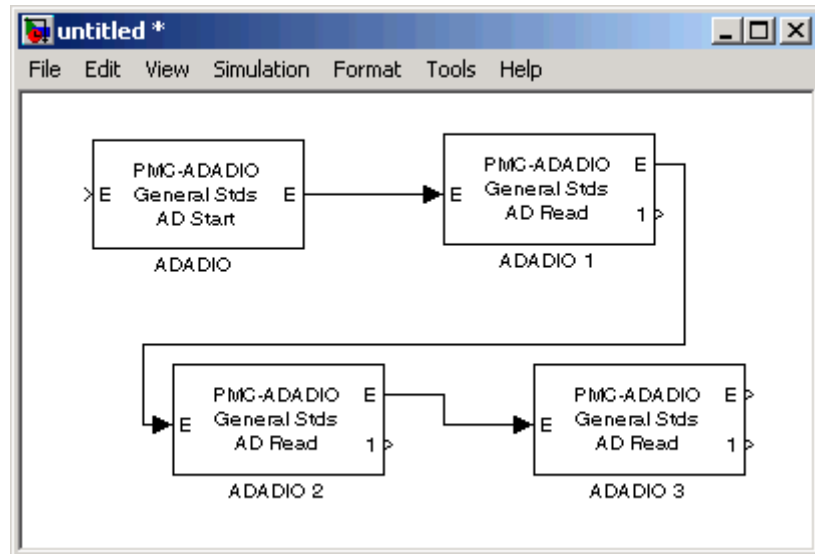 untitled *
File Edit View Simulation Format Tools Help
PMC-ADADIO
E General Stds E
AD Start
ADADIO
PMC-ADADIO E
E General Stds
AD Read 1
ADADIO 1
PMC-ADADIO E
E General Stds
AD Read 1
ADADIO 2
PMC-ADADIO E
E General Stds
AD Read 1
ADADIO 3